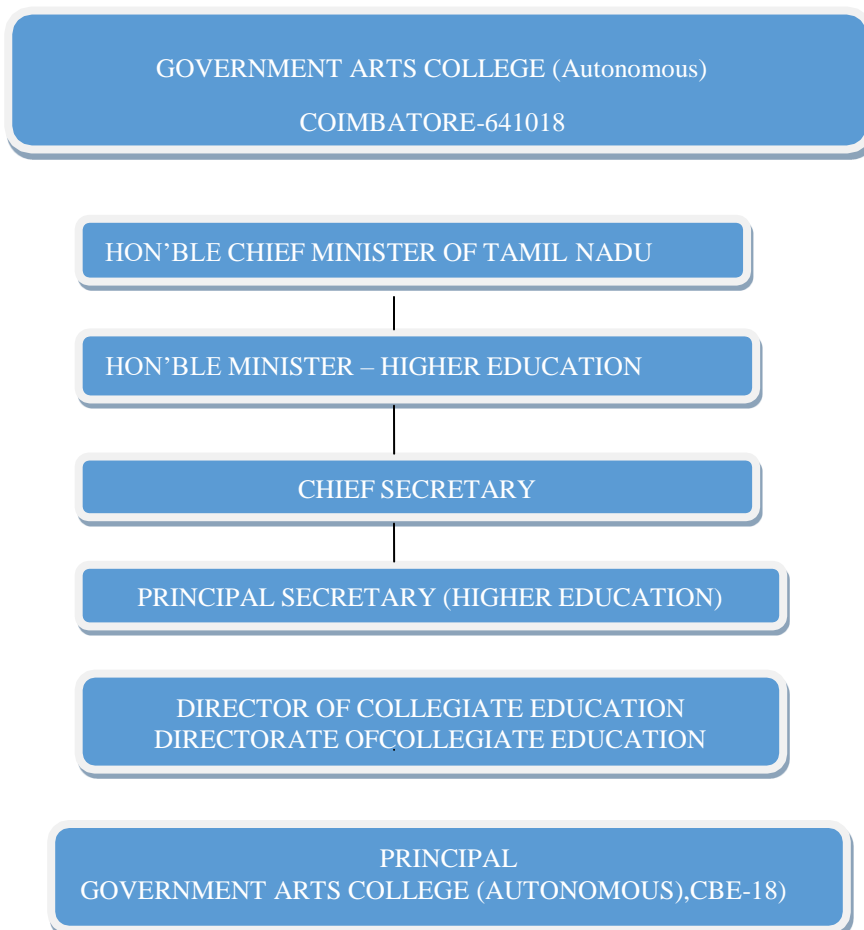 GOVERNMENT ARTS COLLEGE (Autonomous)
COIMBATORE-641018
HON’BLE CHIEF MINISTER OF TAMIL NADU
HON’BLE MINISTER – HIGHER EDUCATION
CHIEF SECRETARY
PRINCIPAL SECRETARY (HIGHER EDUCATION)
DIRECTOR OF COLLEGIATE EDUCATION
DIRECTORATE OFCOLLEGIATE EDUCATION
PRINCIPAL
GOVERNMENT ARTS COLLEGE (AUTONOMOUS),CBE-18)